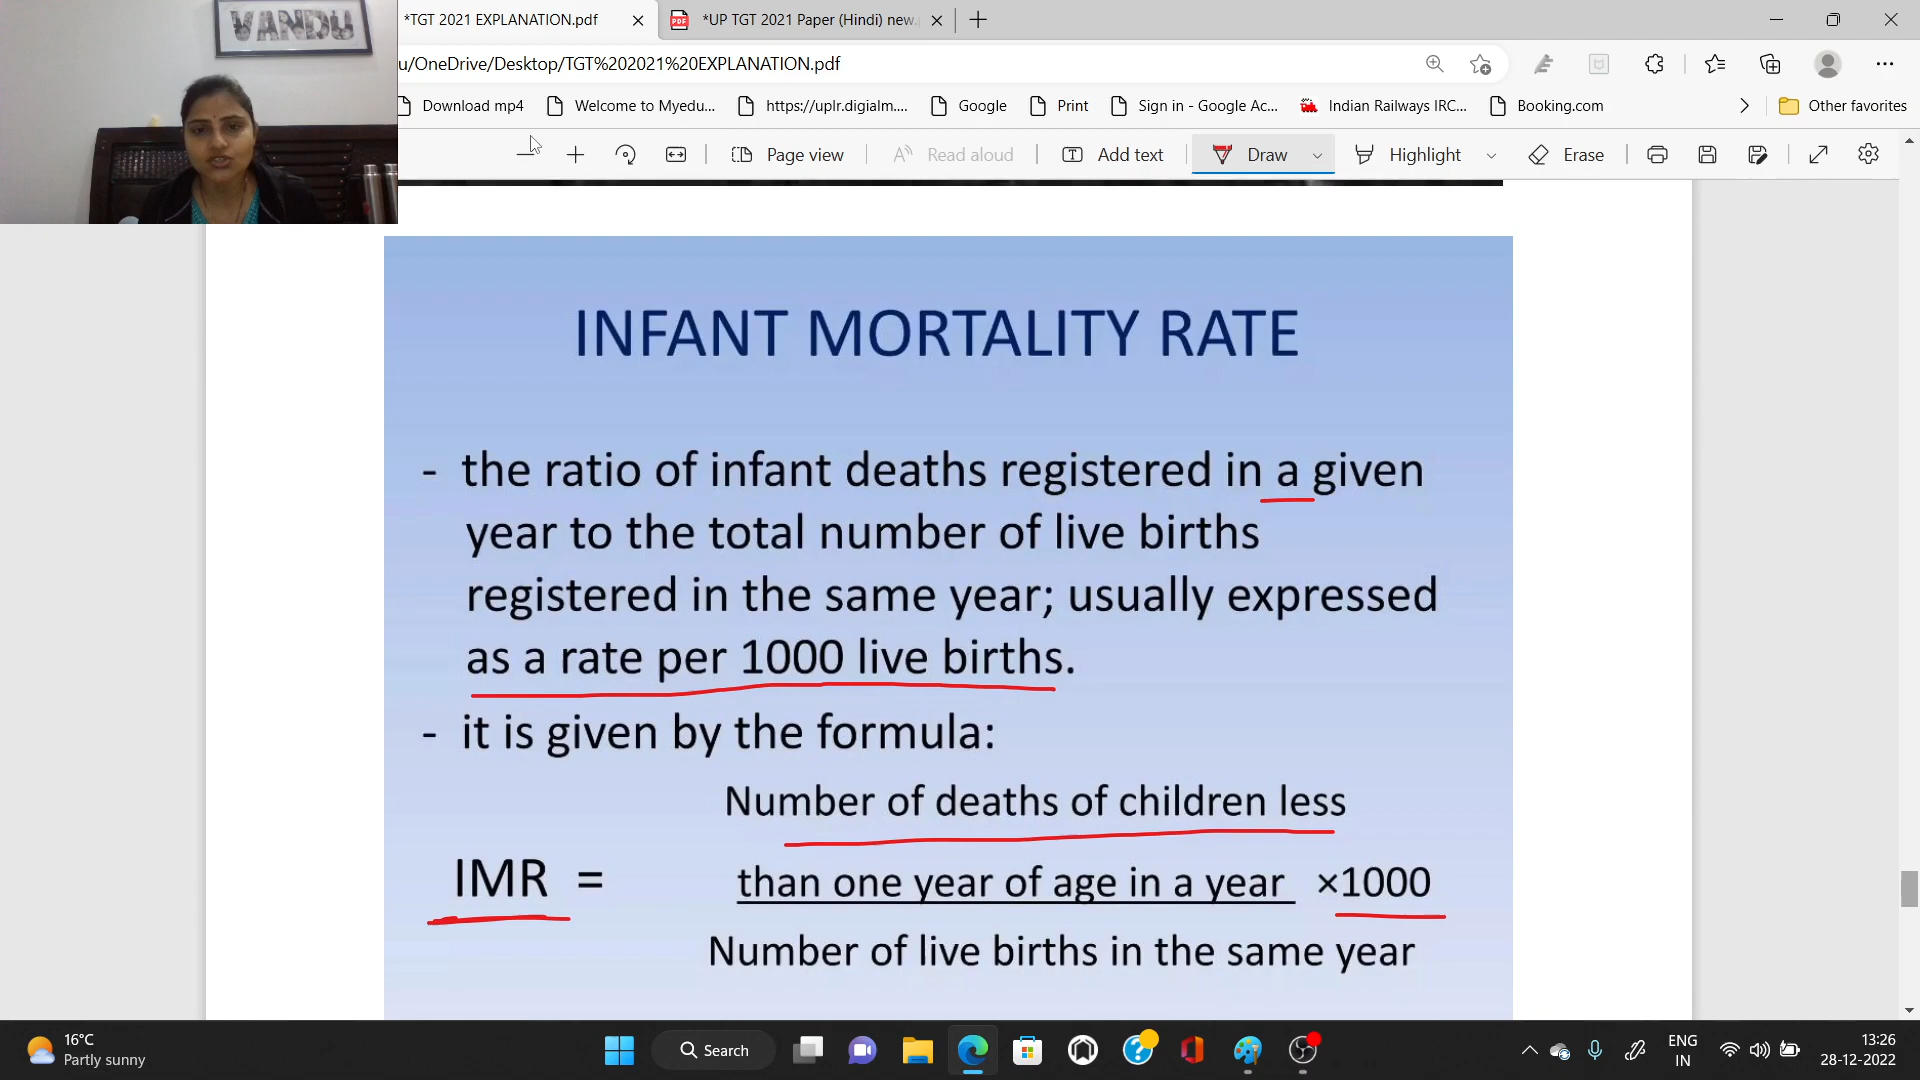 VANDU
*TGT 2021 EXPLANATION.pdf
*UP TGT 2021 Paper (Hindi) new.
u/OneDrive/Desktop/TGT%202021%20EXPLANATION.pdf
Download mp4
Welcome to Myedu...
https://uplr.digialm....
Google
Print
Sign in - Google Ac...
Indian Railways IRC...
Booking.com
Other favorites
Page view
Read aloud
Add text
Draw
Highlight
Erase
INFANT MORTALITY RATE
- the ratio of infant deaths registered in a given
year to the total number of live births
registered in the same year; usually expressed
as a rate per 1000 live births.
- it is given by the formula:
Number of deaths of children less
IMR = than one year of age in a year ×1000
Number of live births in the same year
16°C
Partly sunny
Search
ENG
IN
13:26
28-12-2022